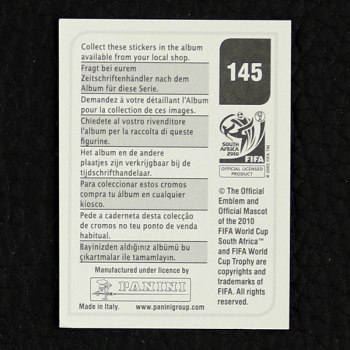 Collect these stickers in the album
available from your local shop.
Fragt bei eurem
Zeitschriftenhändler nach dem
Album für diese Serie.
Demandez à votre détaillant l'Album
pour la collection de ces images.
Chiedete al vostro rivenditore
l'album per la raccolta di queste
figurine.
Het album en de andere
plaatjes zijn verkrijgbaar bij de
tijdschrifthandelaar.
Para coleccionar estos cromos
compra tu álbum en cualquier
kiosco.
Pede a caderneta desta colecção
de cromos no teu ponto de venda
habitual.
Bayinizden aldığınız albümü bu
çıkartmalar ile tamamlayın.
Manufactured under licence by
PANINI
Made in Italy. www.paninigroup.com
145
SOUTH AFRICA
2010
FIFA
OFFICIAL LICENSED
PRODUCT
© The Official
Emblem and
Official Mascot
of the 2010
FIFA World Cup
South Africa™
and FIFA World
Cup Trophy are
copyrights and
trademarks of
FIFA. All rights
reserved.